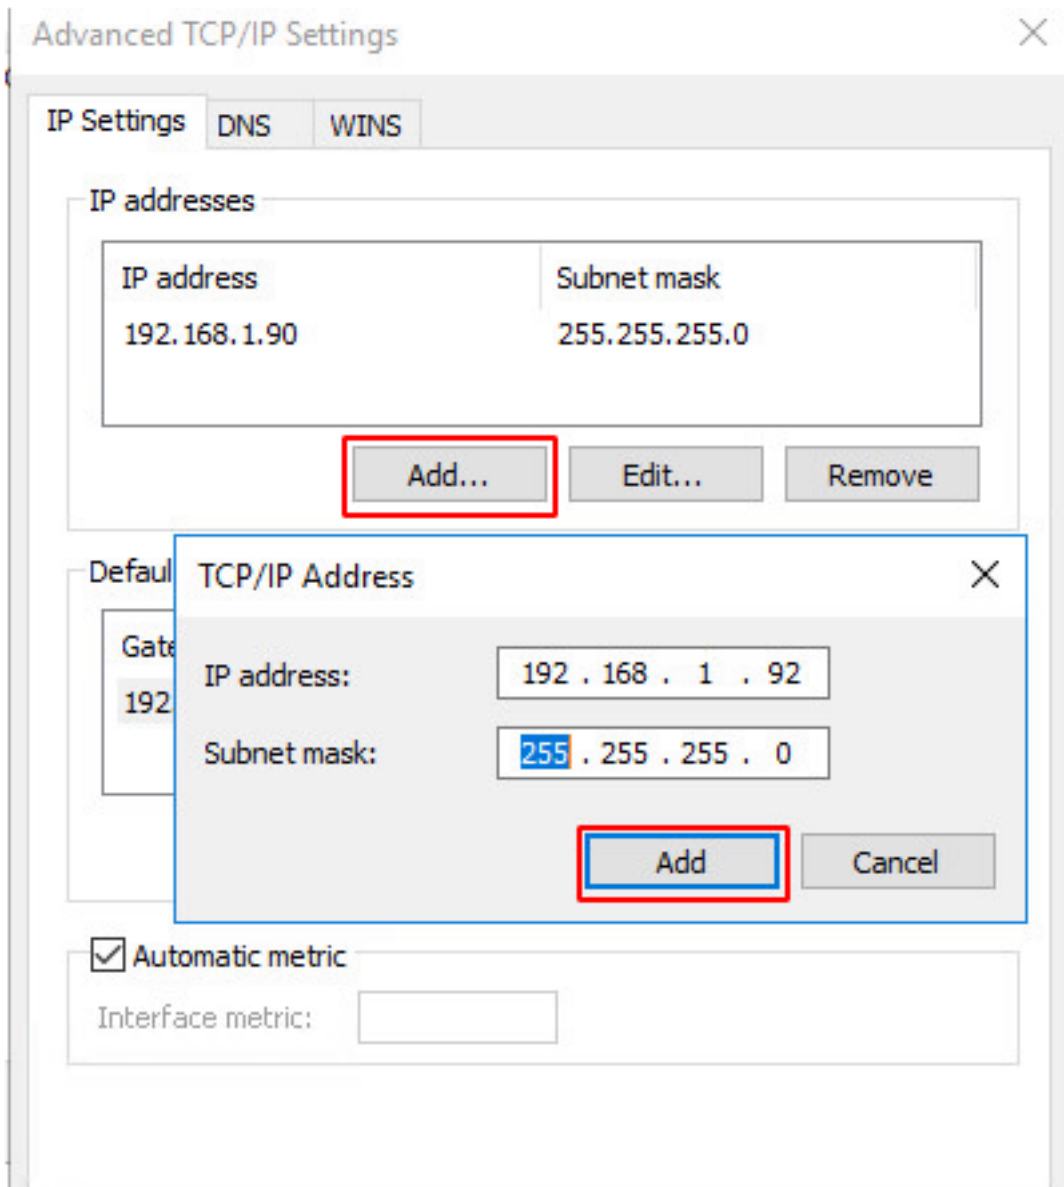 Advanced TCP/IP Settings
IP Settings DNS WINS
IP addresses
IP address Subnet mask
192.168.1.90 255.255.255.0
Add... Edit... Remove
Defaul
TCP/IP Address
Gate
IP address: 192 . 168 . 1 . 92
192.
Subnet mask: 255 . 255 . 255 . 0
Add Cancel
Automatic metric
Interface metric: